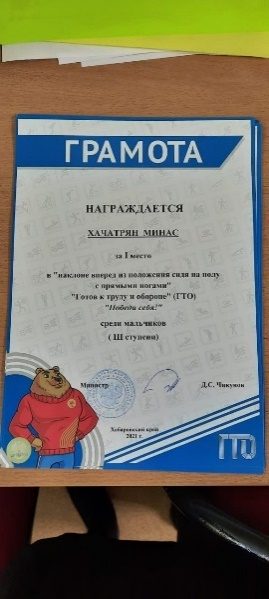 ГРАМОТА
НАГРАЖДАЕТСЯ
ХАЧАТРЯН МИНАС
за I место
в "наклоне вперед из положения сидя на полу
с прямыми ногами"
"Готов к труду и обороне" (ГТО)
"Победи себя!"
среди мальчиков
( III ступени)
Министр
Д.С. Чикунов
Хабаровский край
2021 г.
ГТО